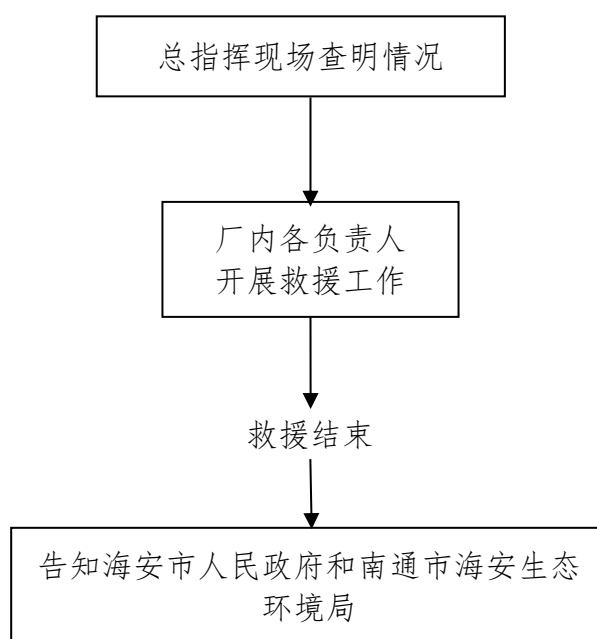 总指挥现场查明情况
厂内各负责人
开展救援工作
救援结束
告知海安市人民政府和南通市海安生态
环境局